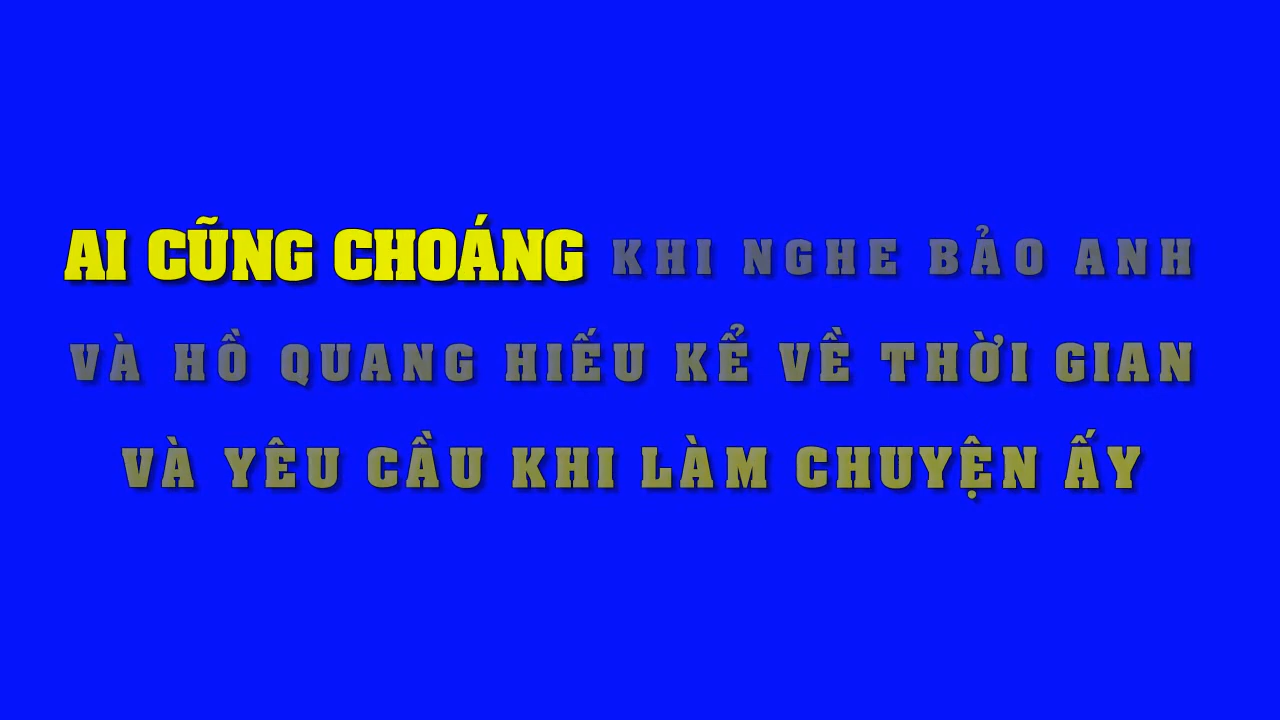 AI CŨNG CHOÁNG KHI NGHE BẢO ANH
VÀ HỒ QUANG HIẾU KỂ VỀ THỜI GIAN
VÀ YÊU CẦU KHI LÀM CHUYỆN ẤY